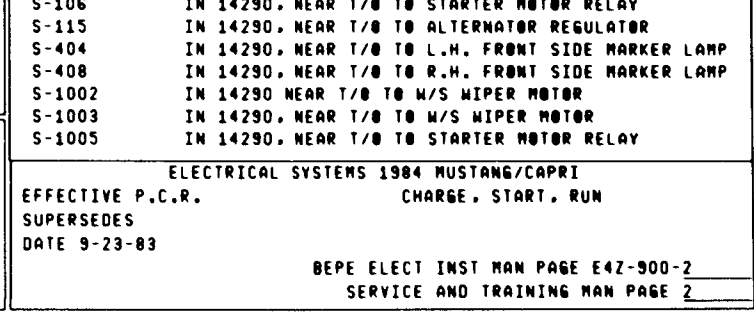 S-106 IN 14290, NEAR T/O TO STARTER MOTOR RELAY
S-115 IN 14290, NEAR T/O TO ALTERNATOR REGULATOR
S-404 IN 14290, NEAR T/O TO L.H. FRONT SIDE MARKER LAMP
S-408 IN 14290, NEAR T/O TO R.H. FRONT SIDE MARKER LAMP
S-1002 IN 14290 NEAR T/O TO W/S WIPER MOTOR
S-1003 IN 14290, NEAR T/O TO W/S WIPER MOTOR
S-1005 IN 14290, NEAR T/O TO STARTER MOTOR RELAY
ELECTRICAL SYSTEMS 1984 MUSTANG/CAPRI
EFFECTIVE P.C.R. CHARGE, START, RUN
SUPERSEDES
DATE 9-23-83
BEPE ELECT INST MAN PAGE E4Z-900-2
SERVICE AND TRAINING MAN PAGE 2